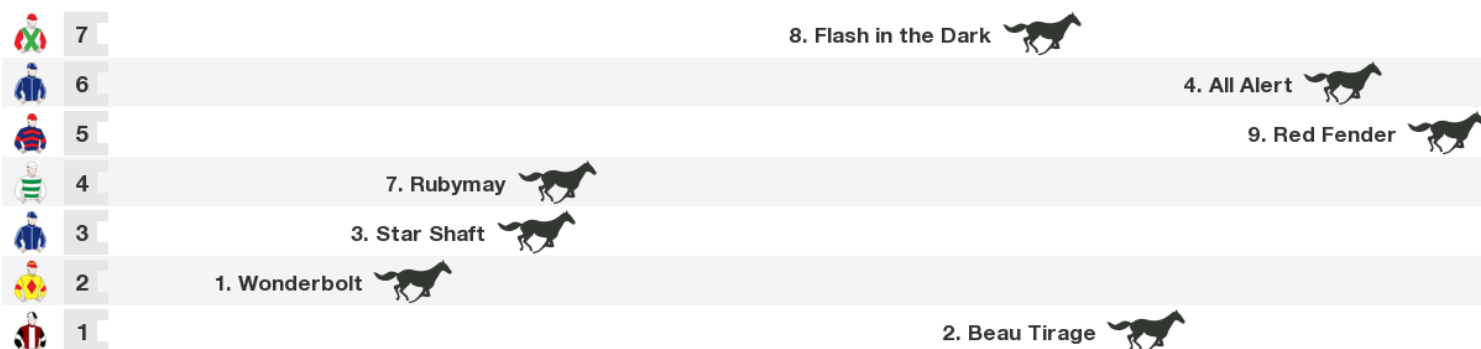 7 8. Flash in the Dark
6 4. All Alert
5 9. Red Fender
4 7. Rubymay
3 3. Star Shaft
2 1. Wonderbolt
1 2. Beau Tirage